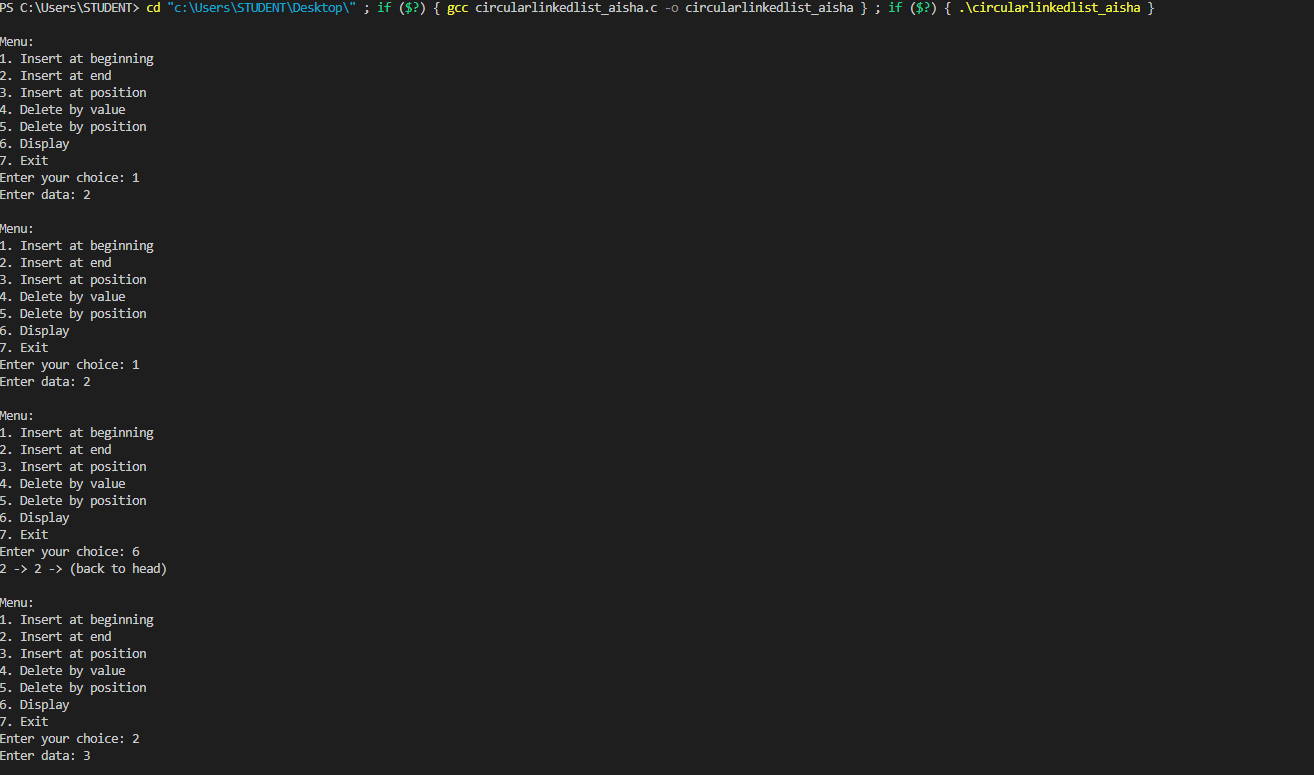 PS C:\Users\STUDENT> cd "c:\Users\STUDENT\Desktop\" ; if ($?) { gcc circularlinkedlist_aisha.c -o circularlinkedlist_aisha } ; if ($?) { .\circularlinkedlist_aisha }
Menu:
1. Insert at beginning
2. Insert at end
3. Insert at position
4. Delete by value
5. Delete by position
6. Display
7. Exit
Enter your choice: 1
Enter data: 2
Menu:
1. Insert at beginning
2. Insert at end
3. Insert at position
4. Delete by value
5. Delete by position
6. Display
7. Exit
Enter your choice: 1
Enter data: 2
Menu:
1. Insert at beginning
2. Insert at end
3. Insert at position
4. Delete by value
5. Delete by position
6. Display
7. Exit
Enter your choice: 6
2 -> 2 -> (back to head)
Menu:
1. Insert at beginning
2. Insert at end
3. Insert at position
4. Delete by value
5. Delete by position
6. Display
7. Exit
Enter your choice: 2
Enter data: 3